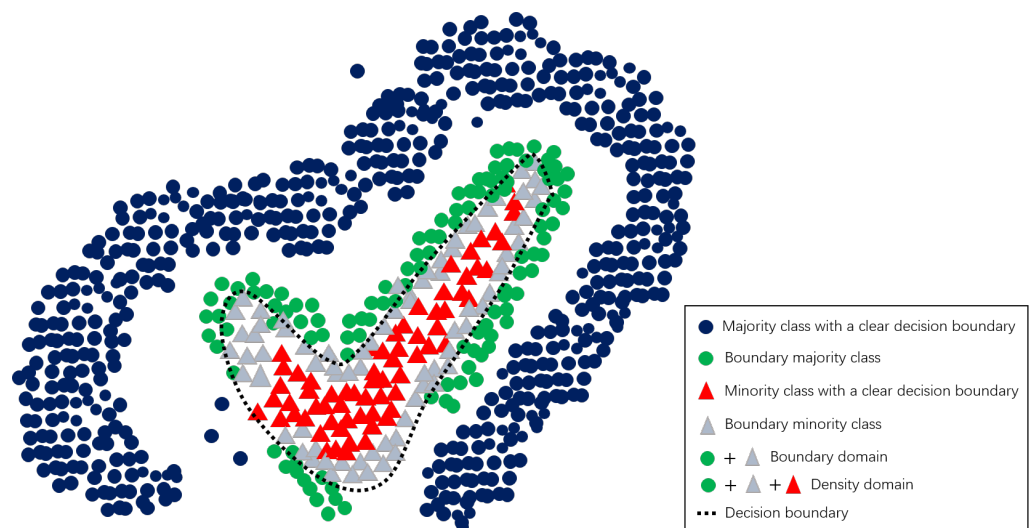 Majority class with a clear decision boundary
Boundary majority class
Minority class with a clear decision boundary
Boundary minority class
+ Boundary domain
+ + Density domain
Decision boundary